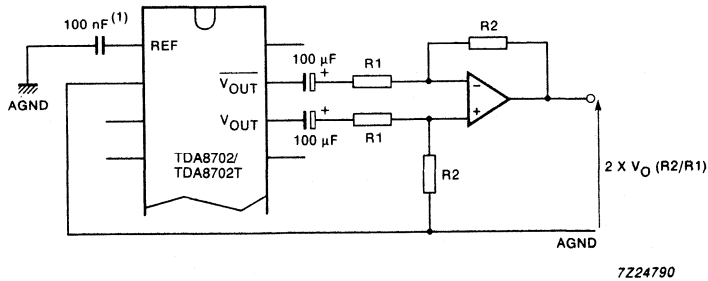 100 nF (1)
REF
AGND
100 µF
+
R1
R2
VOUT
−
+
VOUT
+
100 µF
R1
TDA8702/
TDA8702T
R2
2 X VO (R2/R1)
AGND
7Z24790